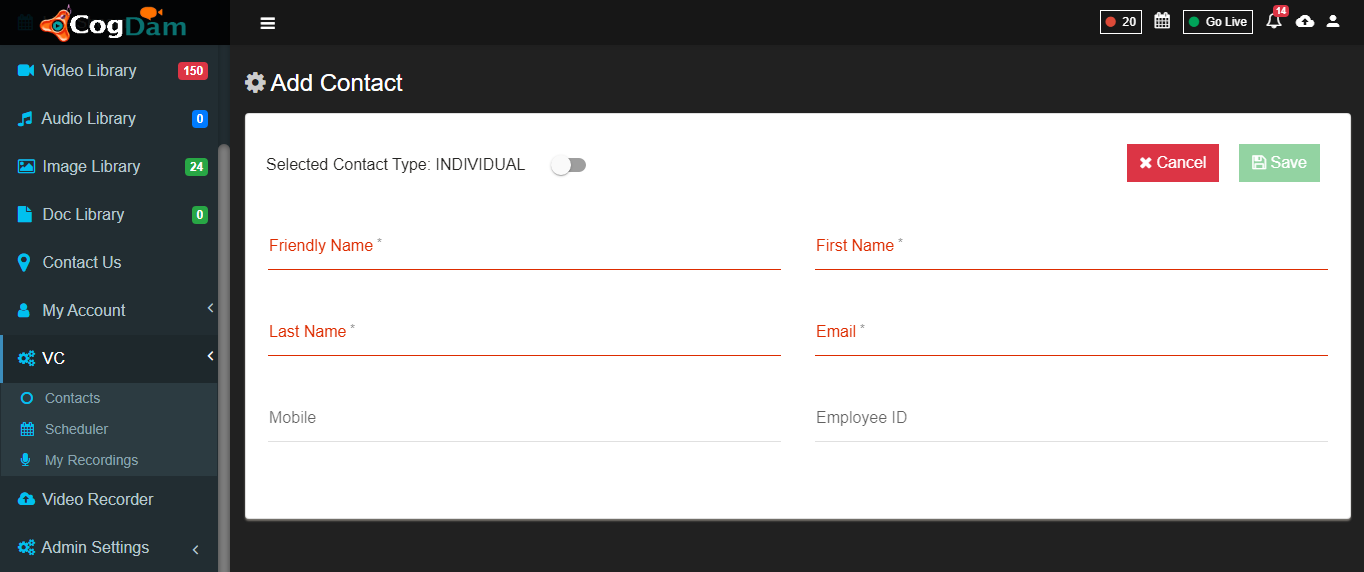 CogDam
20
Go Live
14
Video Library 150
Audio Library 0
Image Library 24
Doc Library 0
Contact Us
My Account
VC
Contacts
Scheduler
My Recordings
Video Recorder
Admin Settings
Add Contact
Selected Contact Type: INDIVIDUAL
Cancel
Save
Friendly Name *
First Name *
Last Name *
Email *
Mobile
Employee ID